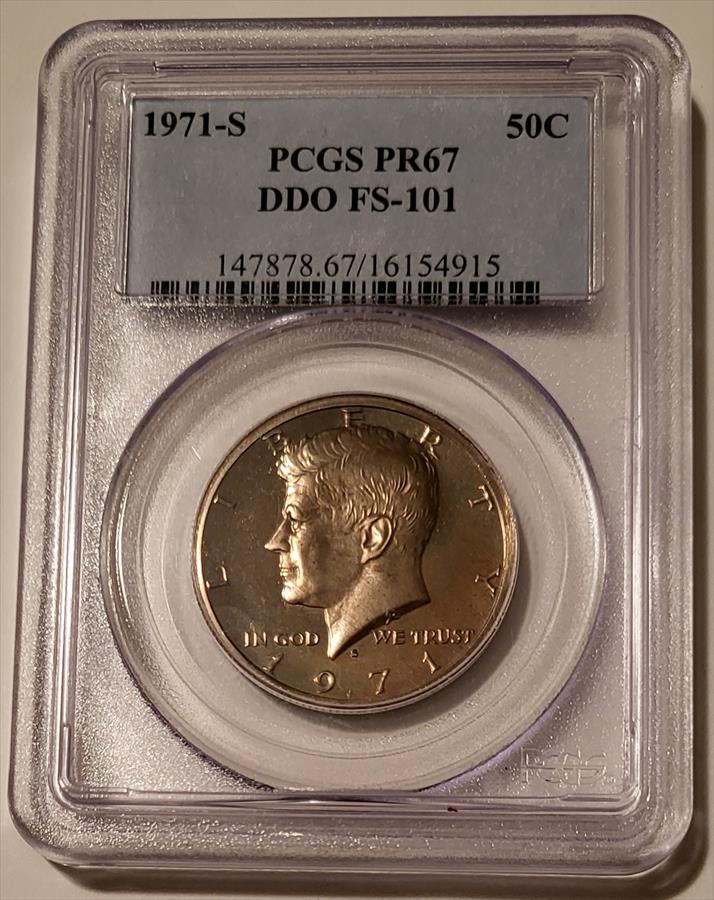 1971-S 50C
PCGS PR67
DDO FS-101
147878.67/16154915
LIBERTY
IN GOD WE TRUST
S
1971
PCGS